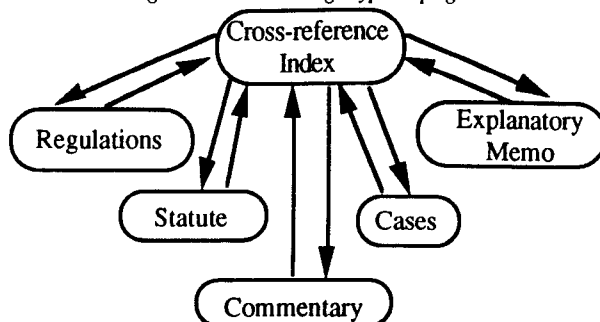 Cross-reference
Index
Regulations
Explanatory
Memo
Statute
Cases
Commentary